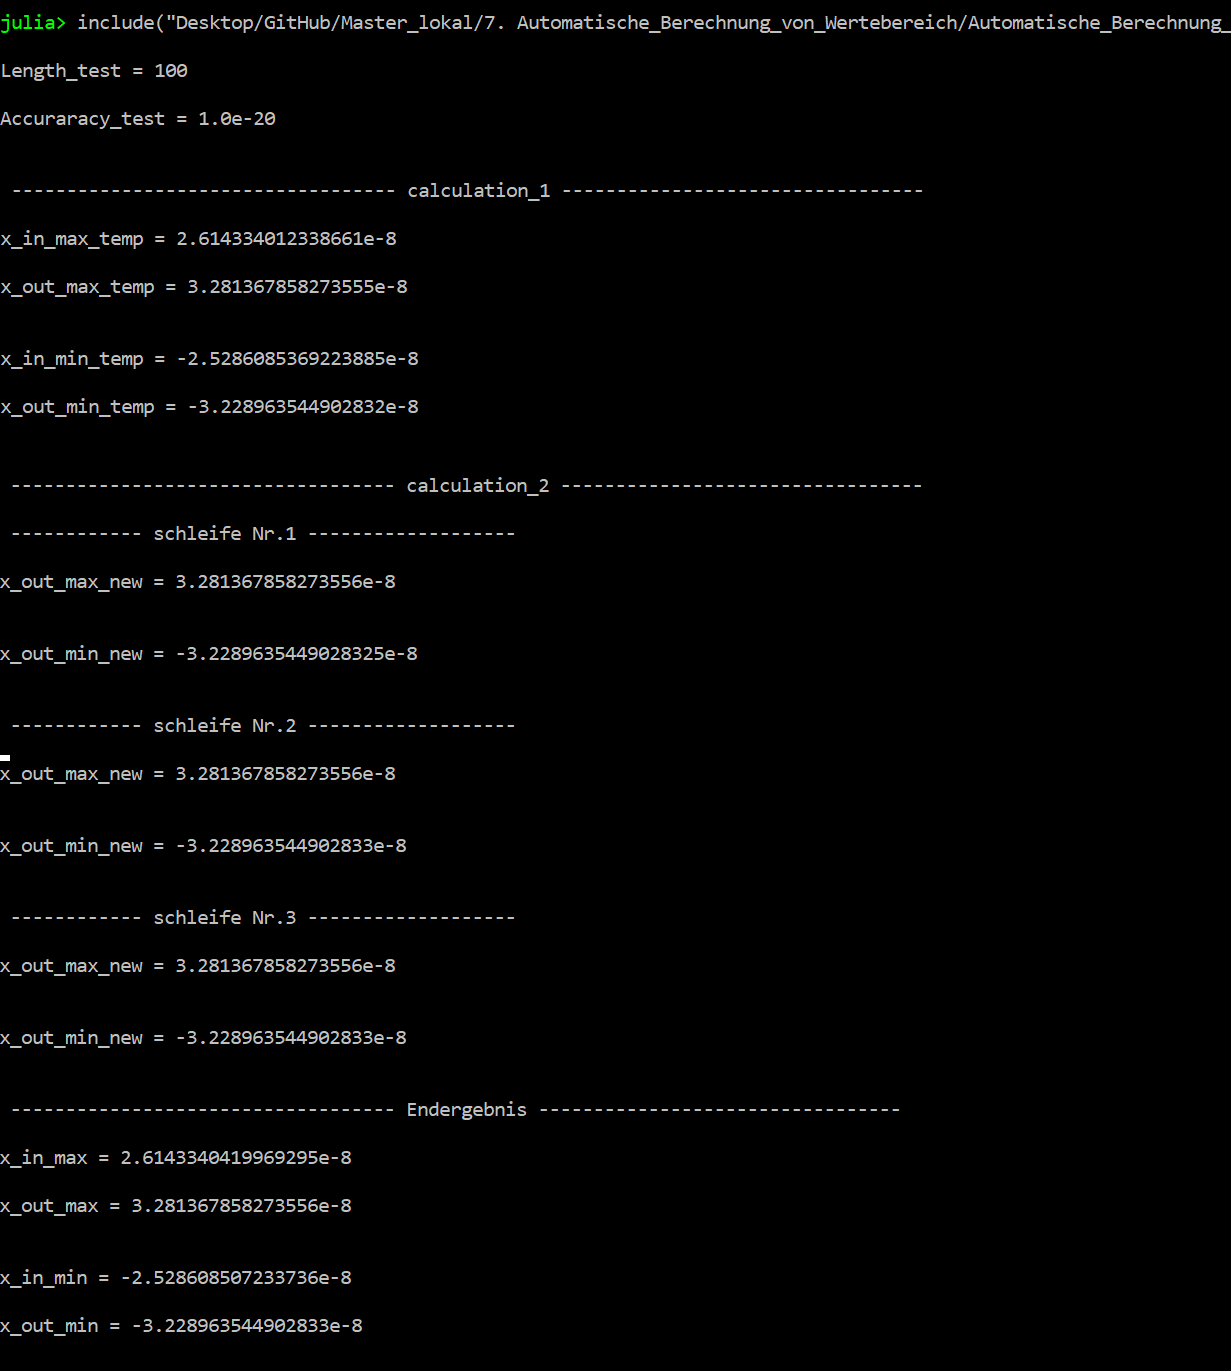 julia> include("Desktop/GitHub/Master_lokal/7. Automatische_Berechnung_von_Wertebereich/Automatische_Berechnung_
Length_test = 100
Accuraracy_test = 1.0e-20
----------------------------------- calculation_1 ---------------------------------
x_in_max_temp = 2.614334012338661e-8
x_out_max_temp = 3.281367858273555e-8
x_in_min_temp = -2.5286085369223885e-8
x_out_min_temp = -3.228963544902832e-8
----------------------------------- calculation_2 ---------------------------------
------------ schleife Nr.1 -------------------
x_out_max_new = 3.281367858273556e-8
x_out_min_new = -3.2289635449028325e-8
------------ schleife Nr.2 -------------------
x_out_max_new = 3.281367858273556e-8
x_out_min_new = -3.228963544902833e-8
------------ schleife Nr.3 -------------------
x_out_max_new = 3.281367858273556e-8
x_out_min_new = -3.228963544902833e-8
----------------------------------- Endergebnis ---------------------------------
x_in_max = 2.6143340419969295e-8
x_out_max = 3.281367858273556e-8
x_in_min = -2.528608507233736e-8
x_out_min = -3.228963544902833e-8